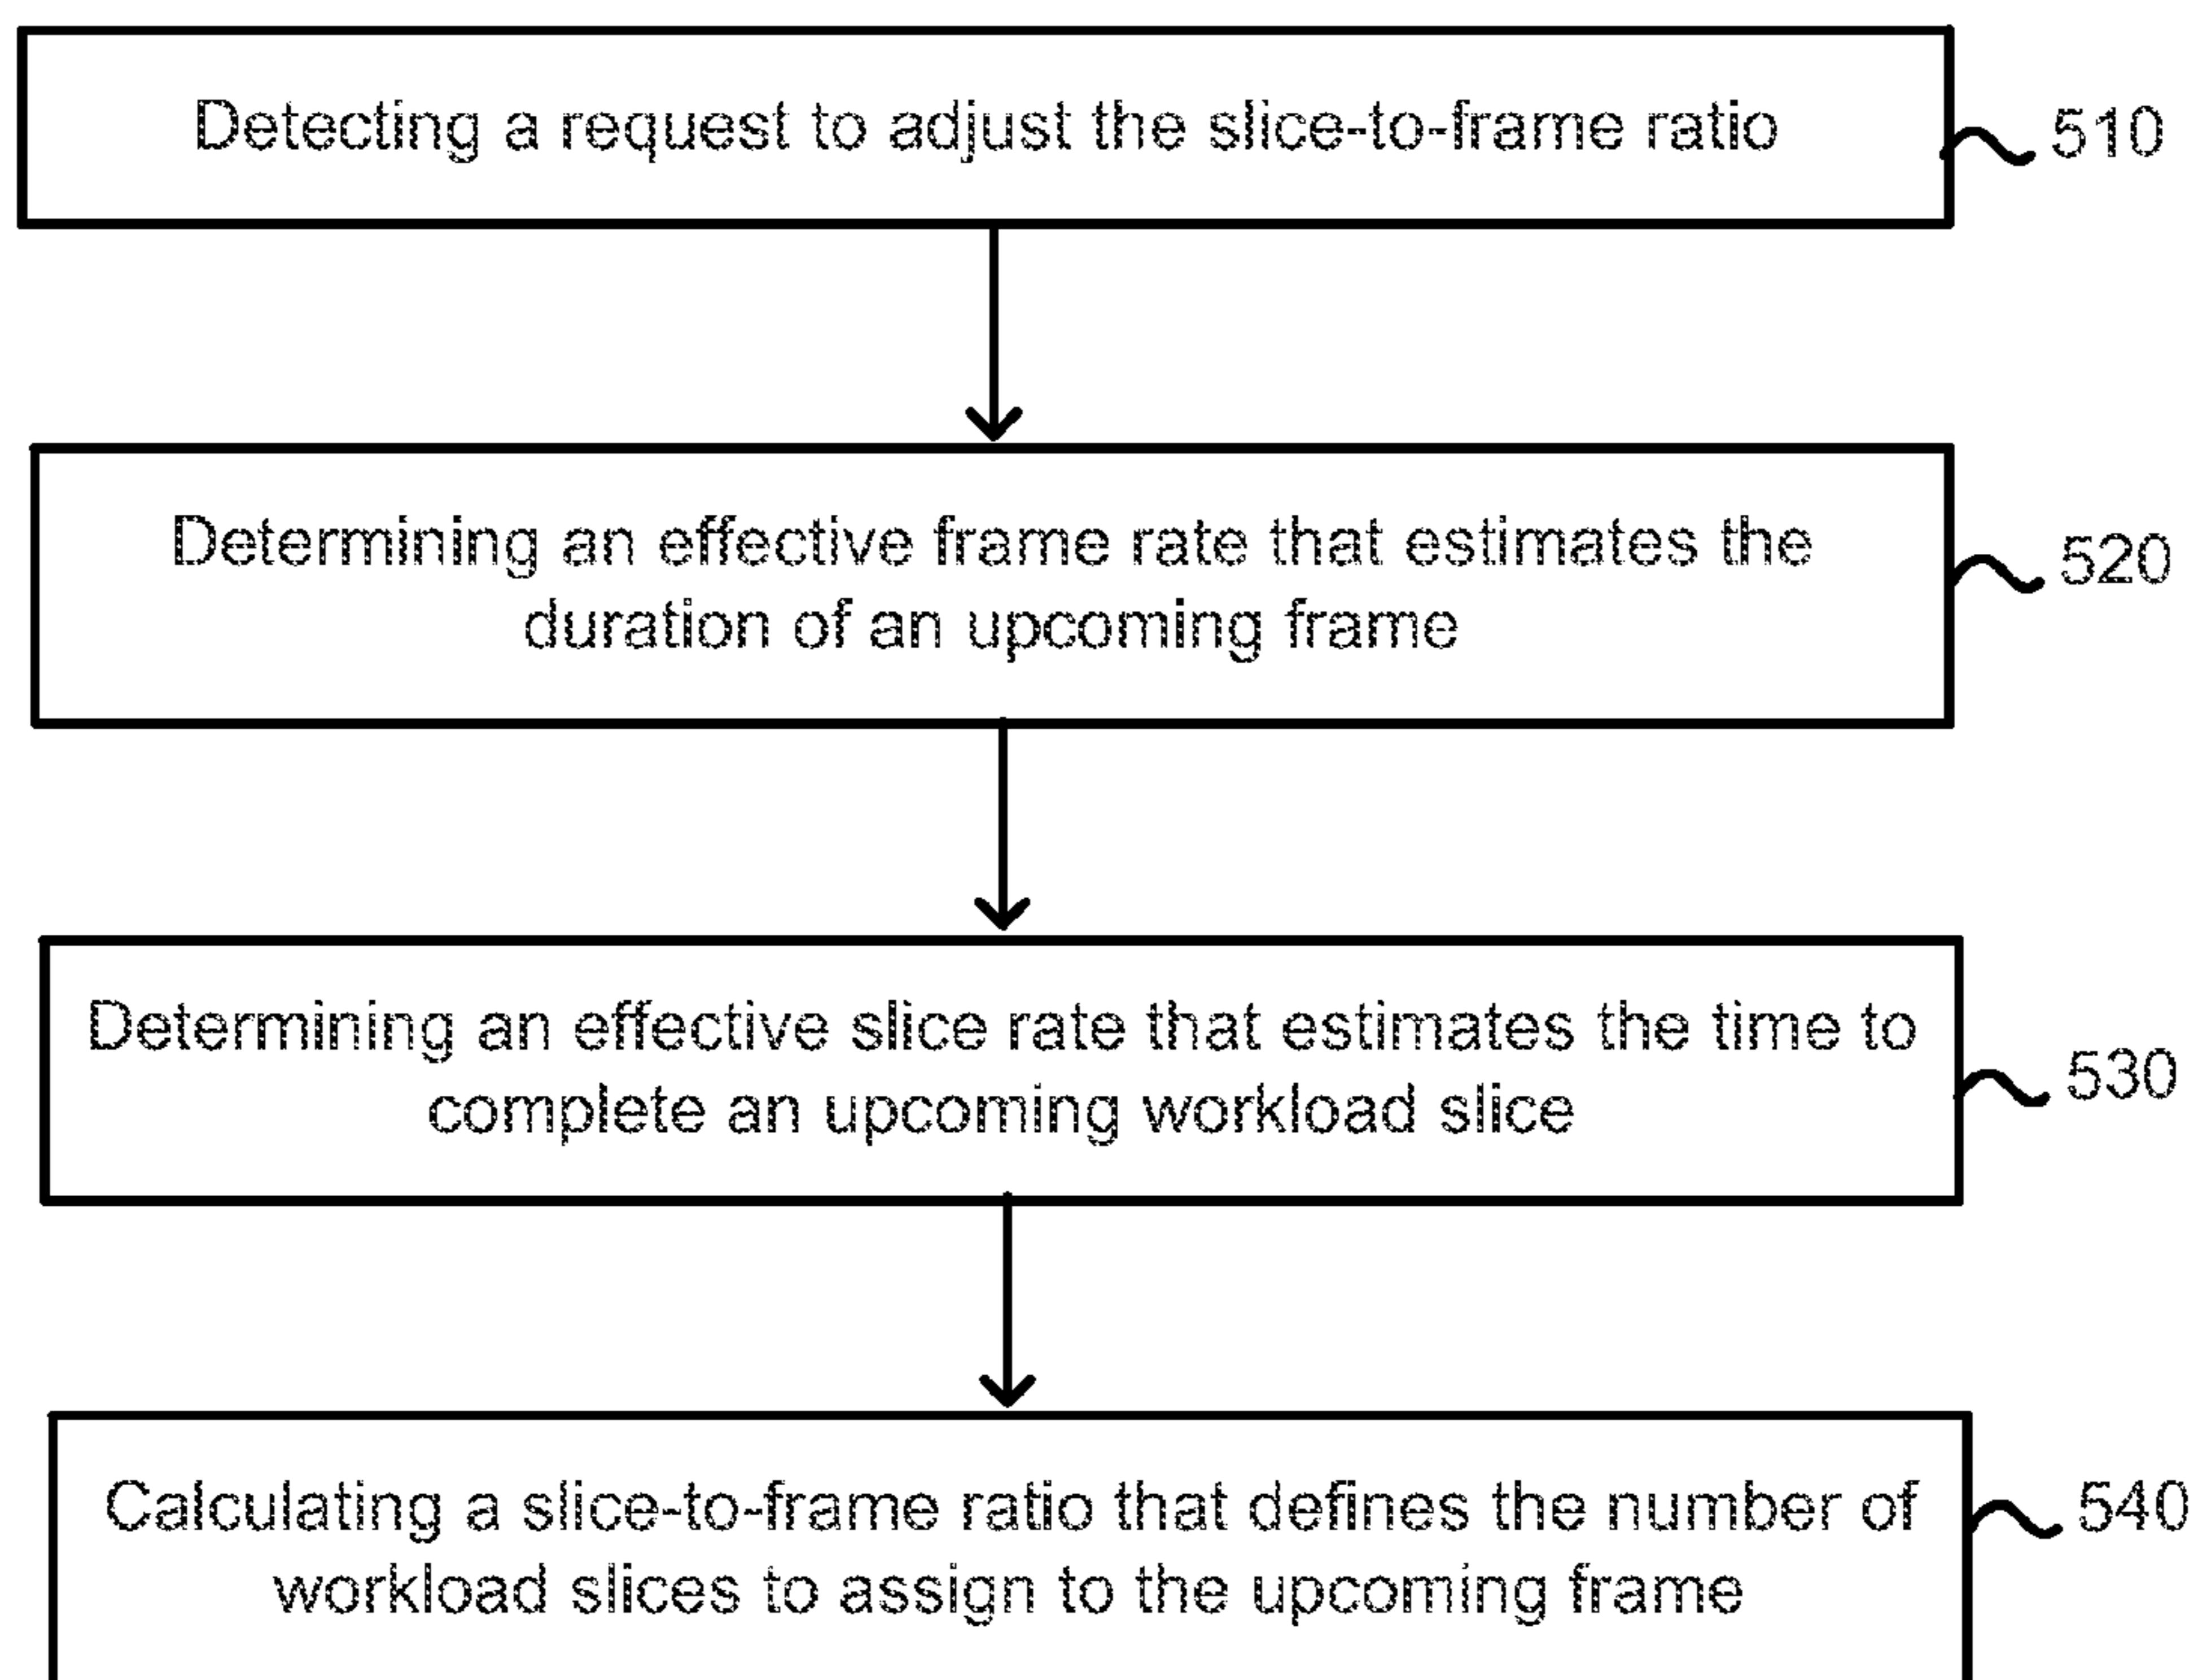 Detecting a request to adjust the slice-to-frame ratio
510
Determining an effective frame rate that estimates the
duration of an upcoming frame
520
Determining an effective slice rate that estimates the time to
complete an upcoming workload slice
530
Calculating a slice-to-frame ratio that defines the number of
workload slices to assign to the upcoming frame
540